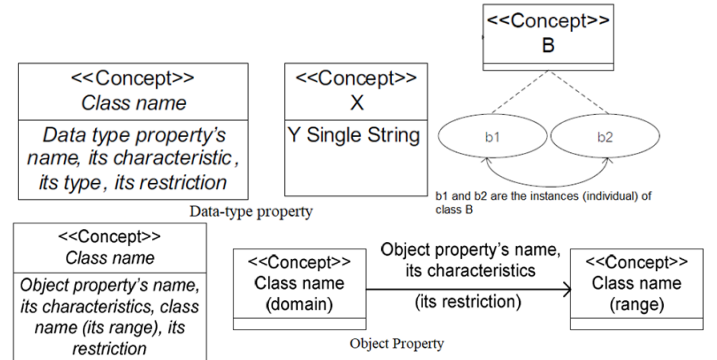 <<Concept>>
B
<<Concept>>
Class name
Data type property's
name, its characteristic,
its type, its restriction
<<Concept>>
X
Y Single String
b1
b2
b1 and b2 are the instances (individual) of
class B
Data-type property
<<Concept>>
Class name
Object property's name,
its characteristics, class
name (its range), its
restriction
<<Concept>>
Class name
(domain)
Object property's name,
its characteristics
(its restriction)
<<Concept>>
Class name
(range)
Object Property